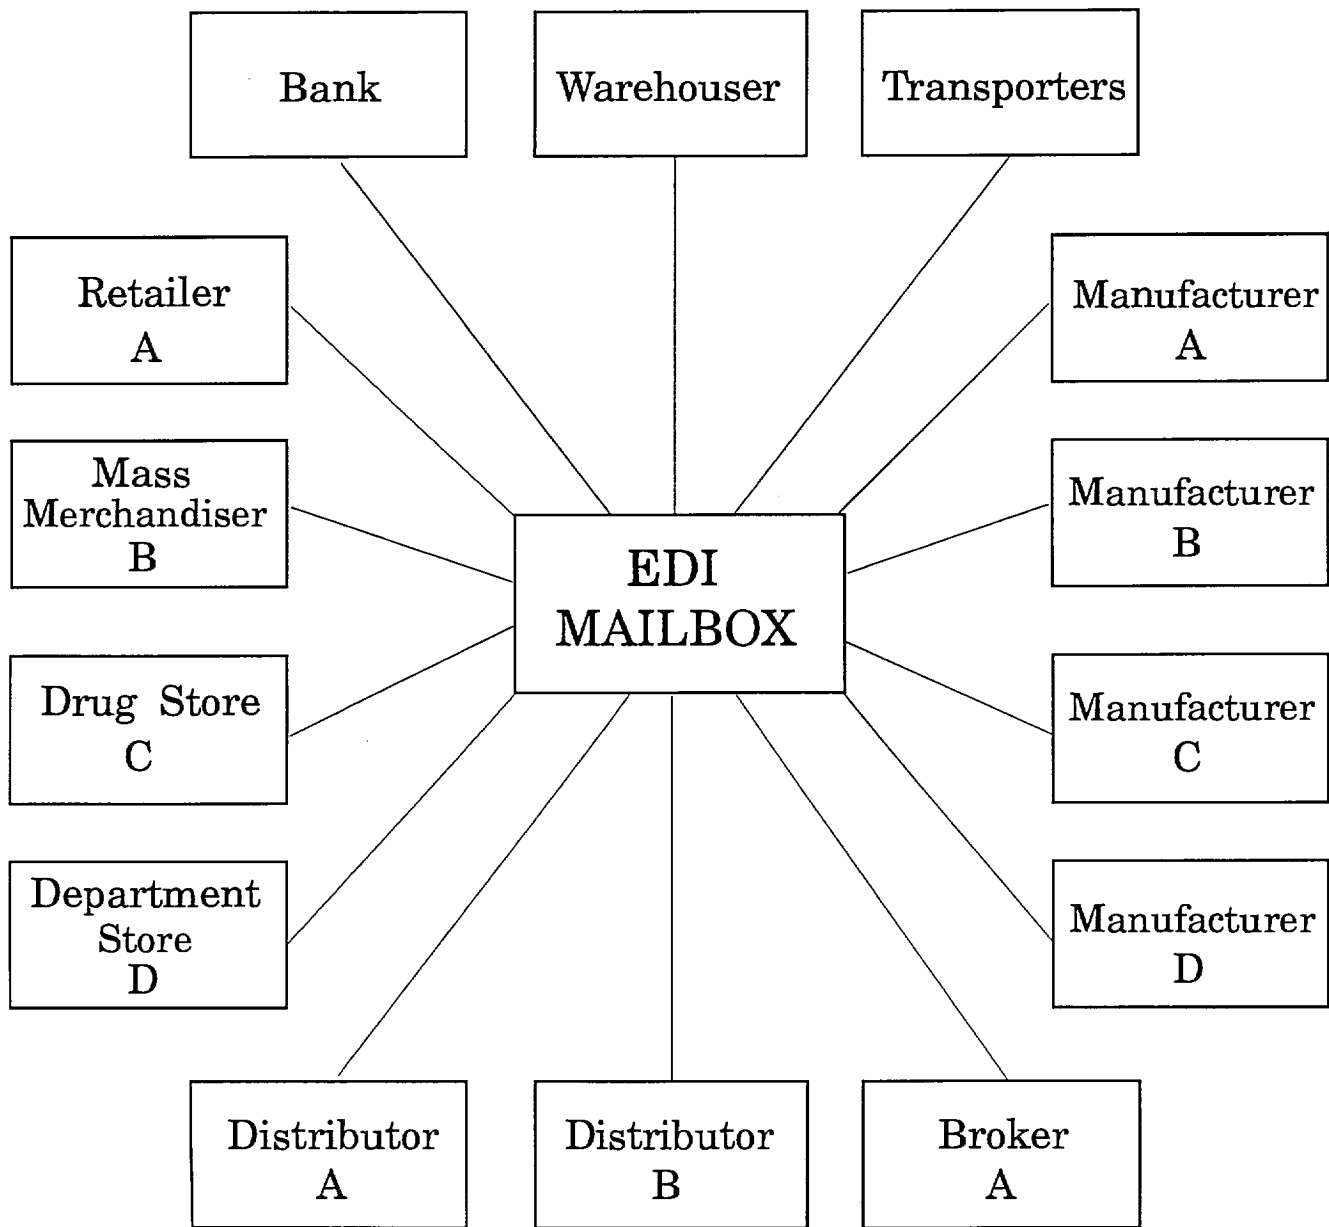 Bank
Warehouser
Transporters
Retailer
A
Manufacturer
A
Mass
Merchandiser
B
Manufacturer
B
EDI
MAILBOX
Drug Store
C
Manufacturer
C
Department
Store
D
Manufacturer
D
Distributor
A
Distributor
B
Broker
A